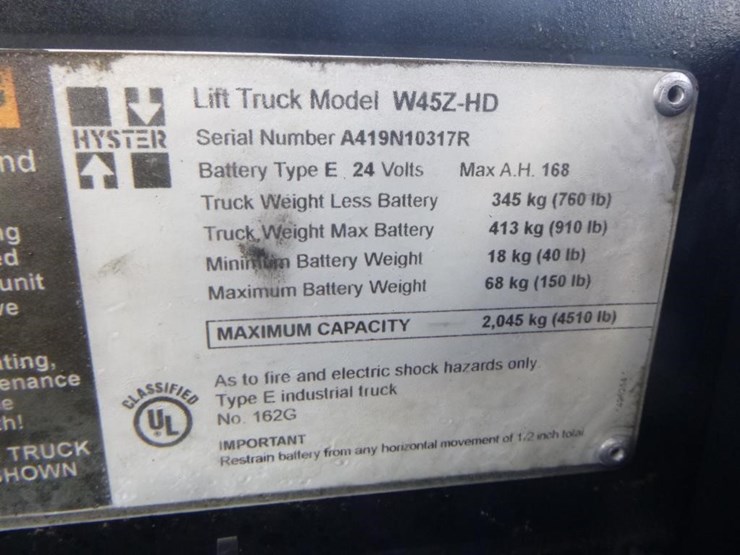 Lift Truck Model W45Z-HD
HYSTER
Serial Number A419N10317R
Battery Type E 24 Volts Max A.H. 168
Truck Weight Less Battery 345 kg (760 lb)
Truck Weight Max Battery 413 kg (910 lb)
Minimum Battery Weight 18 kg (40 lb)
Maximum Battery Weight 68 kg (150 lb)
MAXIMUM CAPACITY 2,045 kg (4510 lb)
As to fire and electric shock hazards only
CLASSIFIED
UL
Type E industrial truck
No. 162G
IMPORTANT
Restrain battery from any horizontal movement of 1/2 inch total
nd
unit
ating,
enance
e
h!
TRUCK
HOWN